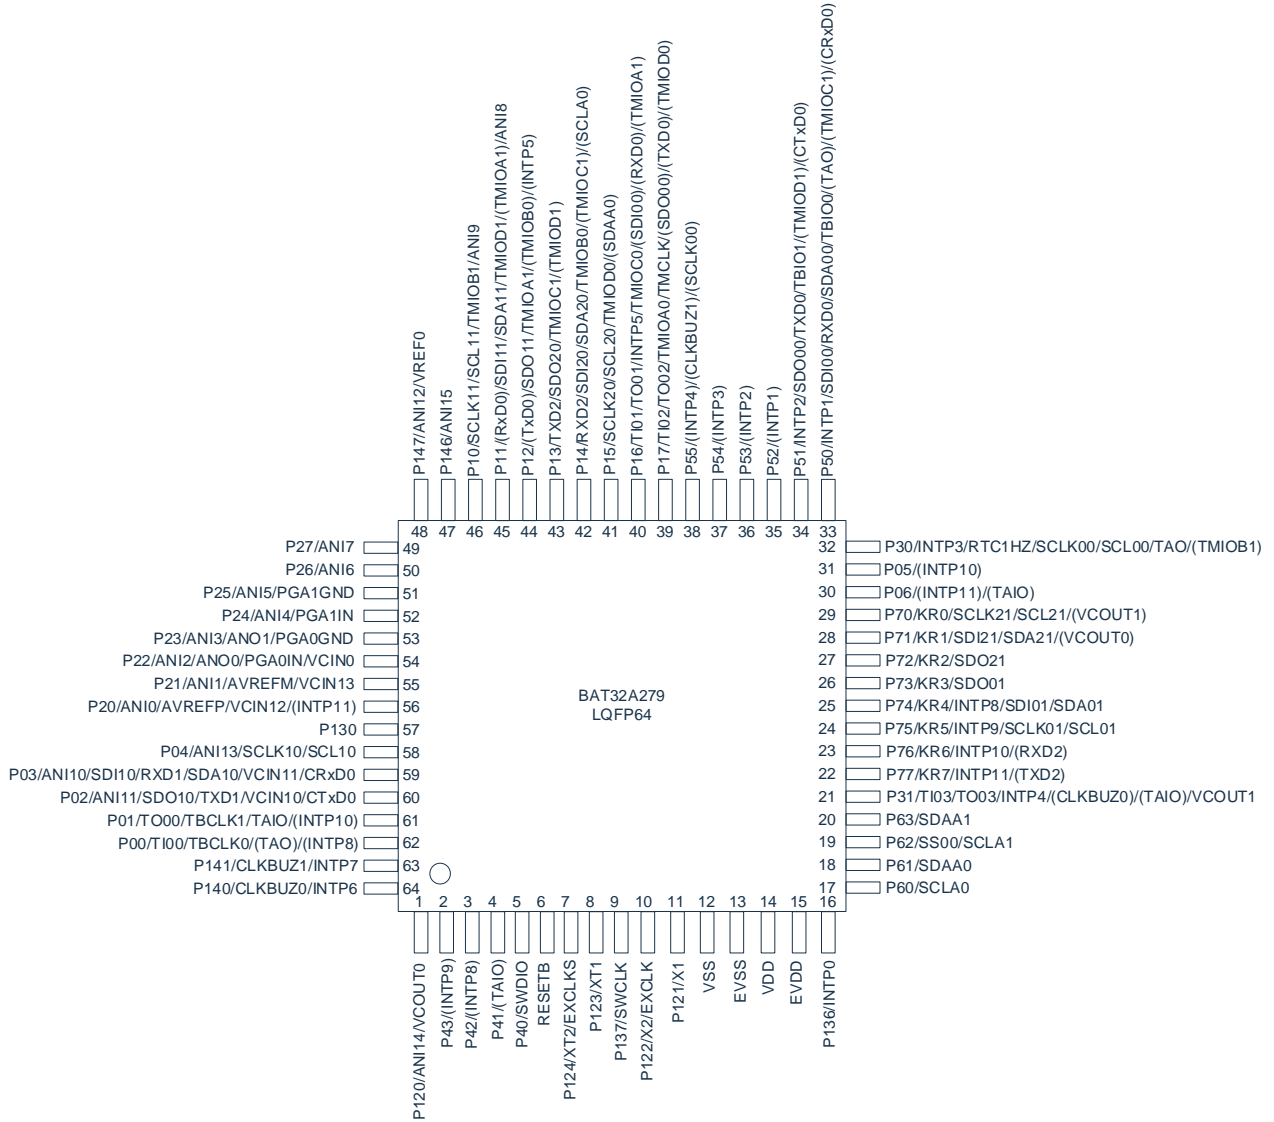 P147/ANI12/VREF0
P146/ANI15
P10/SCLK11/SCL11/TMIOB1/ANI9
P11/(RxD0)/SDI11/SDA11/TMIOD1/(TMIOA1)/ANI8
P12/(TxD0)/SDO11/TMIOA1/(TMIOB0)/(INTP5)
P13/TXD2/SDO20/TMIOC1/(TMIOD1)
P14/RXD2/SDI20/SDA20/TMIOB0/(TMIOC1)/(SCLA0)
P15/SCLK20/SCL20/TMIOD0/(SDAA0)
P16/TI01/TO01/INTP5/TMIOC0/(SDI00)/(RXD0)/(TMIOA1)
P17/TI02/TO02/TMIOA0/TMCLK/(SDO00)/(TXD0)/(TMIOD0)
P55/(INTP4)/(CLKBUZ1)/(SCLK00)
P54/(INTP3)
P53/(INTP2)
P52/(INTP1)
P51/INTP2/SDO00/TXD0/TBIO1/(TMIOD1)/(CTxD0)
P50/INTP1/SDI00/RXD0/SDA00/TBIO0/(TAO)/(TMIOC1)/(CRxD0)
48 47 46 45 44 43 42 41 40 39 38 37 36 35 34 33
P27/ANI7 49
P26/ANI6 50
P25/ANI5/PGA1GND 51
P24/ANI4/PGA1IN 52
P23/ANI3/ANO1/PGA0GND 53
P22/ANI2/ANO0/PGA0IN/VCIN0 54
P21/ANI1/AVREFM/VCIN13 55
P20/ANI0/AVREFP/VCIN12/(INTP11) 56
P130 57
P04/ANI13/SCLK10/SCL10 58
P03/ANI10/SDI10/RXD1/SDA10/VCIN11/CRxD0 59
P02/ANI11/SDO10/TXD1/VCIN10/CTxD0 60
P01/TO00/TBCLK1/TAIO/(INTP10) 61
P00/TI00/TBCLK0/(TAO)/(INTP8) 62
P141/CLKBUZ1/INTP7 63
P140/CLKBUZ0/INTP6 64
BAT32A279
LQFP64
32 P30/INTP3/RTC1HZ/SCLK00/SCL00/TAO/(TMIOB1)
31 P05/(INTP10)
30 P06/(INTP11)/(TAIO)
29 P70/KR0/SCLK21/SCL21/(VCOUT1)
28 P71/KR1/SDI21/SDA21/(VCOUT0)
27 P72/KR2/SDO21
26 P73/KR3/SDO01
25 P74/KR4/INTP8/SDI01/SDA01
24 P75/KR5/INTP9/SCLK01/SCL01
23 P76/KR6/INTP10/(RXD2)
22 P77/KR7/INTP11/(TXD2)
21 P31/TI03/TO03/INTP4/(CLKBUZ0)/(TAIO)/VCOUT1
20 P63/SDAA1
19 P62/SS00/SCLA1
18 P61/SDAA0
17 P60/SCLA0
1 2 3 4 5 6 7 8 9 10 11 12 13 14 15 16
P120/ANI14/VCOUT0
P43/(INTP9)
P42/(INTP8)
P41/(TAIO)
P40/SWDIO
RESETB
P124/XT2/EXCLKS
P123/XT1
P137/SWCLK
P122/X2/EXCLK
P121/X1
VSS
EVSS
VDD
EVDD
P136/INTP0